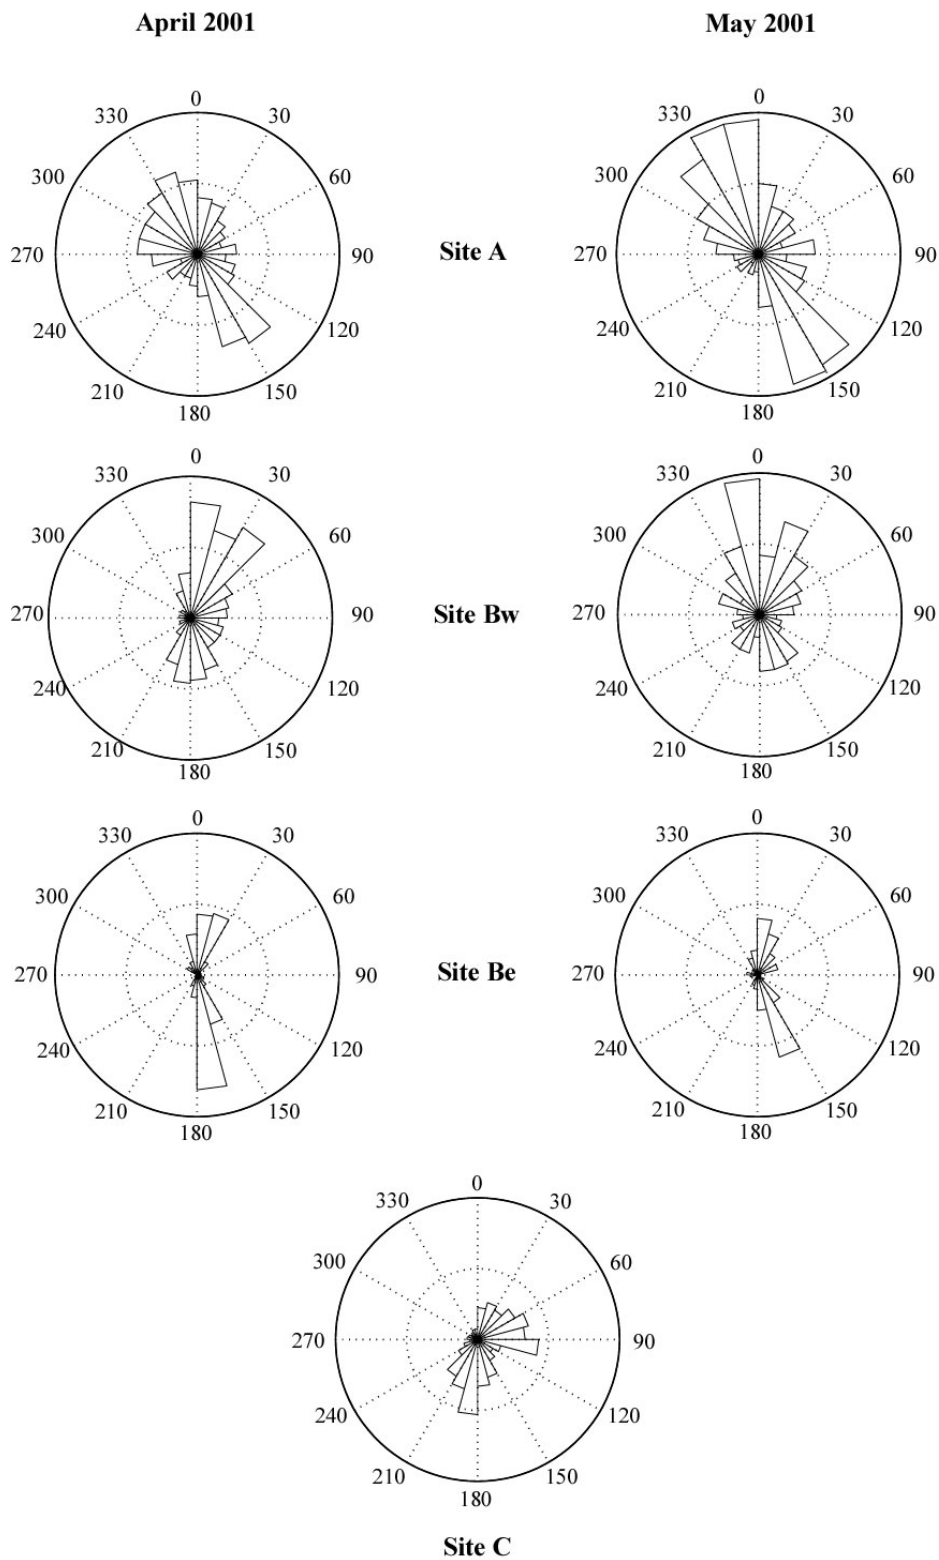 April 2001 May 2001
0 0
330 30 330 30
300 60 300 60
270 90 Site A 270 90
240 120 240 120
210 150 210 150
180 180
0 0
330 30 330 30
300 60 300 60
270 90 Site Bw 270 90
240 120 240 120
210 150 210 150
180 180
0 0
330 30 330 30
300 60 300 60
270 90 Site Be 270 90
240 120 240 120
210 150 210 150
180 180
0
330 30
300 60
270 90
240 120
210 150
180
Site C